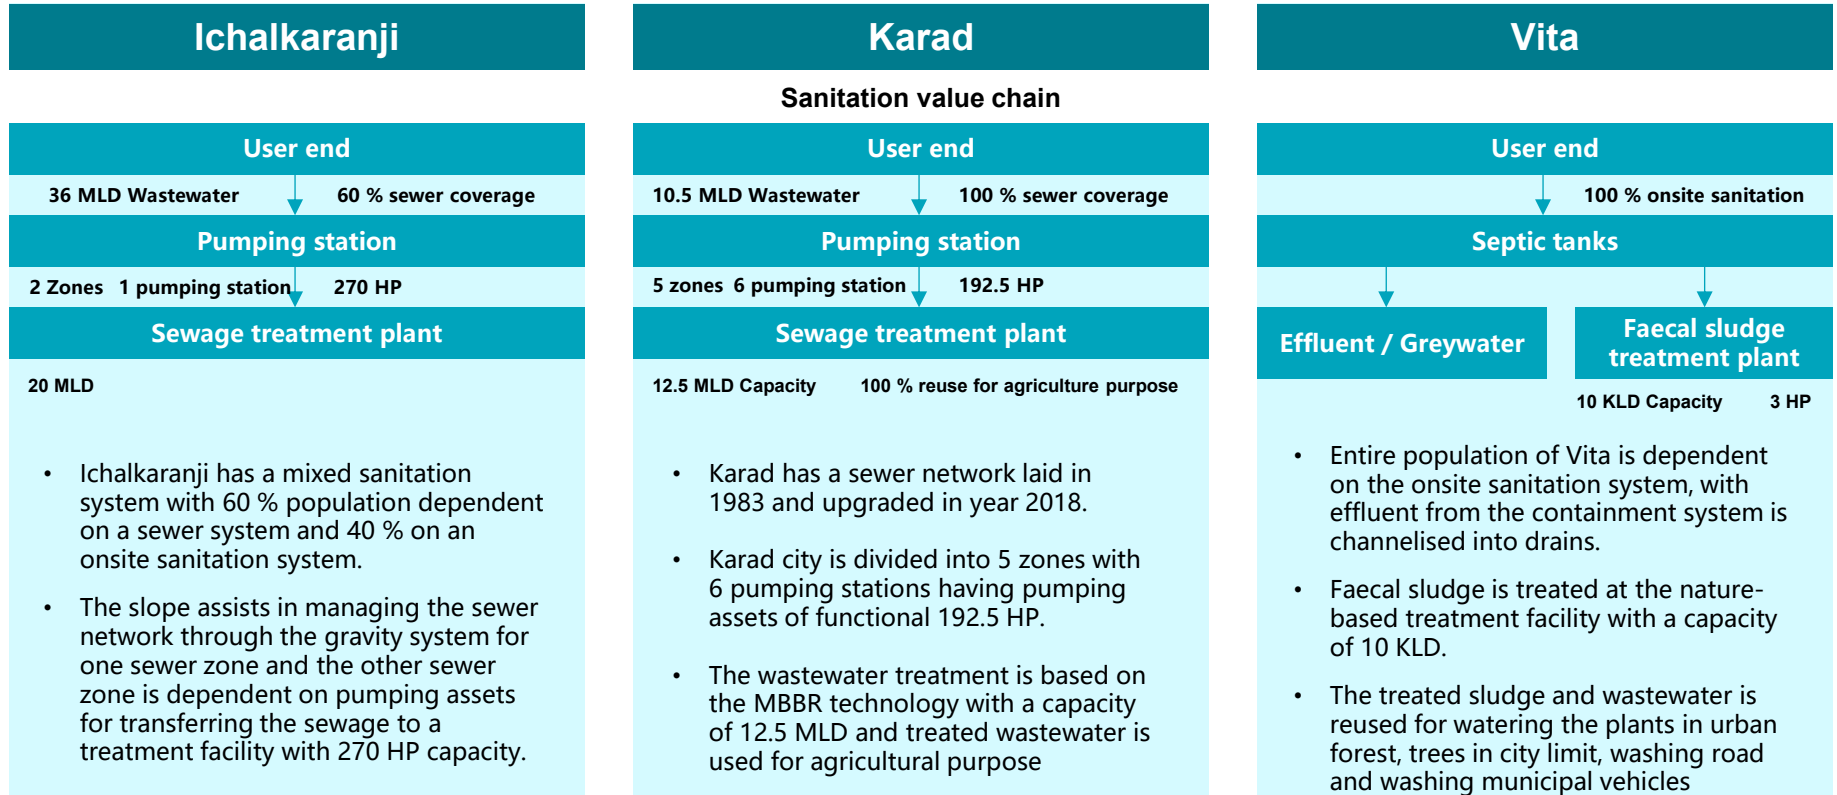 Ichalkaranji
Karad
Vita
Sanitation value chain
User end
36 MLD Wastewater 60 % sewer coverage
Pumping station
2 Zones 1 pumping station 270 HP
Sewage treatment plant
20 MLD
• Ichalkaranji has a mixed sanitation
system with 60 % population dependent
on a sewer system and 40 % on an
onsite sanitation system.
• The slope assists in managing the sewer
network through the gravity system for
one sewer zone and the other sewer
zone is dependent on pumping assets
for transferring the sewage to a
treatment facility with 270 HP capacity.
User end
10.5 MLD Wastewater 100 % sewer coverage
Pumping station
5 zones 6 pumping station 192.5 HP
Sewage treatment plant
12.5 MLD Capacity 100 % reuse for agriculture purpose
• Karad has a sewer network laid in
1983 and upgraded in year 2018.
• Karad city is divided into 5 zones with
6 pumping stations having pumping
assets of functional 192.5 HP.
• The wastewater treatment is based on
the MBBR technology with a capacity
of 12.5 MLD and treated wastewater is
used for agricultural purpose
User end
100 % onsite sanitation
Septic tanks
Effluent / Greywater
Faecal sludge
treatment plant
10 KLD Capacity 3 HP
• Entire population of Vita is dependent
on the onsite sanitation system, with
effluent from the containment system is
channelised into drains.
• Faecal sludge is treated at the nature-
based treatment facility with a capacity
of 10 KLD.
• The treated sludge and wastewater is
reused for watering the plants in urban
forest, trees in city limit, washing road
and washing municipal vehicles